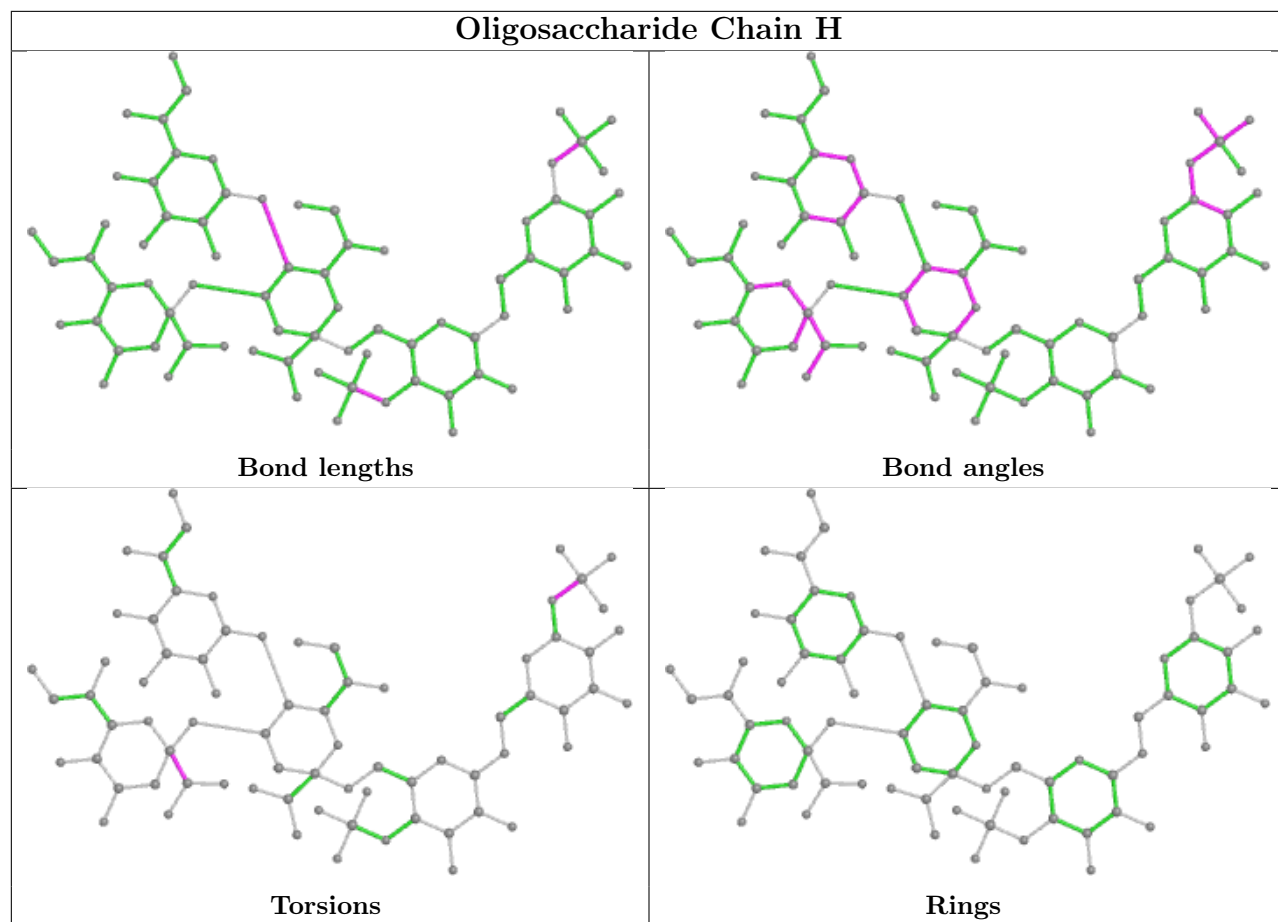 Oligosaccharide Chain H
Bond lengths
Bond angles
Torsions
Rings